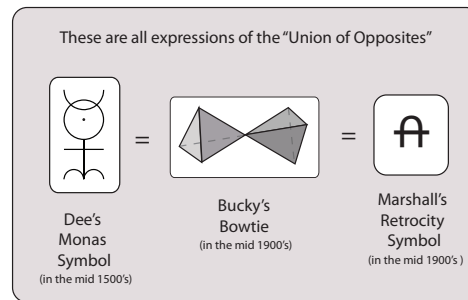 These are all expressions of the “Union of Opposites”
=
=
Dee's
Monas
Symbol
(in the mid 1500's)
Bucky's
Bowtie
(in the mid 1900's)
Marshall's
Retrocity
Symbol
(in the mid 1900's )